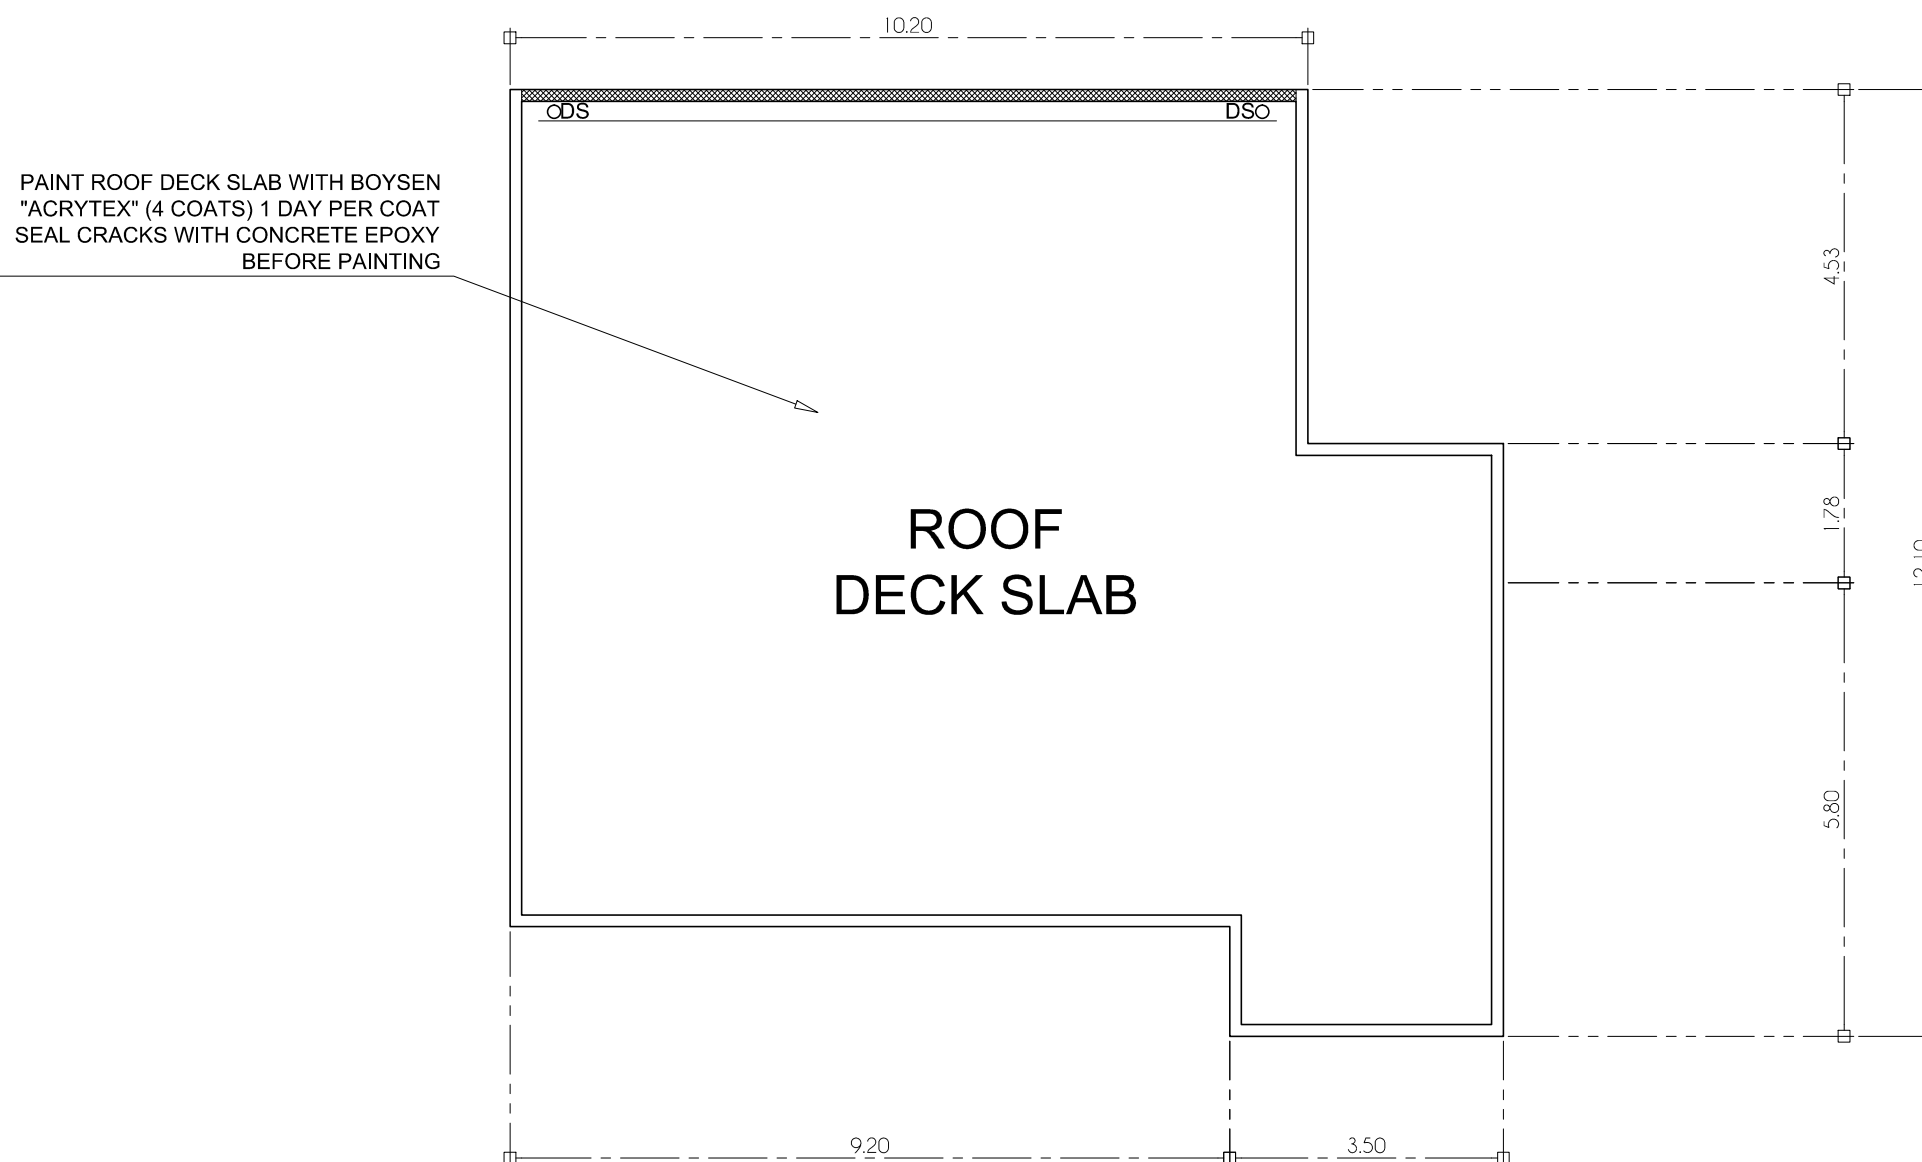 10.20
DS
DS
PAINT ROOF DECK SLAB WITH BOYSEN
"ACRYTEX" (4 COATS) 1 DAY PER COAT
SEAL CRACKS WITH CONCRETE EPOXY
BEFORE PAINTING
4.53
ROOF
DECK SLAB
1.78
5.80
9.20
3.50